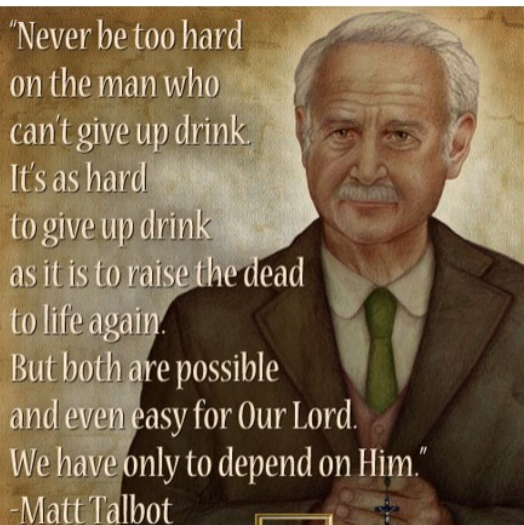 “Never be too hard
on the man who
can't give up drink.
It's as hard
to give up drink
as it is to raise the dead
to life again.
But both are possible
and even easy for Our Lord.
We have only to depend on Him.”
-Matt Talbot